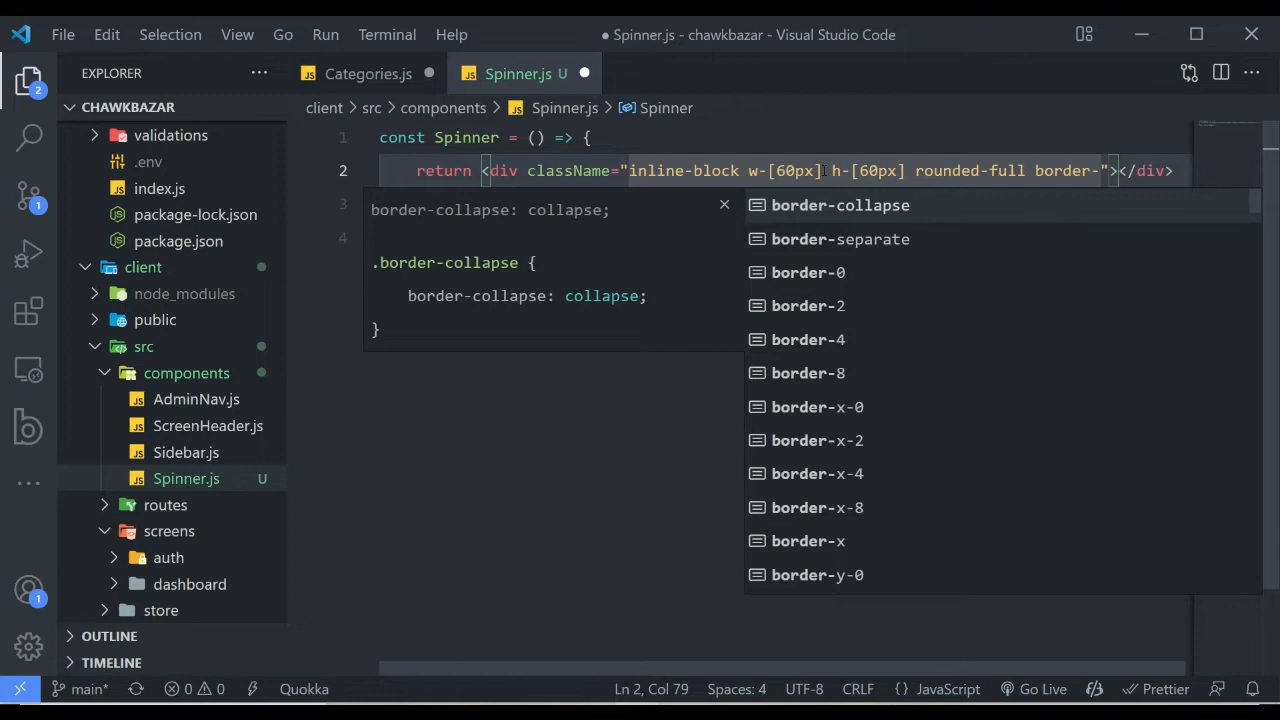 File Edit Selection View Go Run Terminal Help
● Spinner.js - chawkbazar - Visual Studio Code
EXPLORER
Categories.js
Spinner.js U
2
CHAWKBAZAR
client > src > components > Spinner.js > Spinner
validations
.env
index.js
package-lock.json
package.json
client
node_modules
public
src
components
AdminNav.js
ScreenHeader.js
Sidebar.js
Spinner.js U
routes
screens
auth
dashboard
store
OUTLINE
TIMELINE
1
1 const Spinner = () => {
2 return <div className="inline-block w-[60px] h-[60px] rounded-full border-"></div>
3
4
border-collapse: collapse;
.border-collapse {
border-collapse: collapse;
}
border-collapse
border-separate
border-0
border-2
border-4
border-8
border-x-0
border-x-2
border-x-4
border-x-8
border-x
border-y-0
main* 0 0 Quokka Ln 2, Col 79 Spaces: 4 UTF-8 CRLF {} JavaScript Go Live Prettier